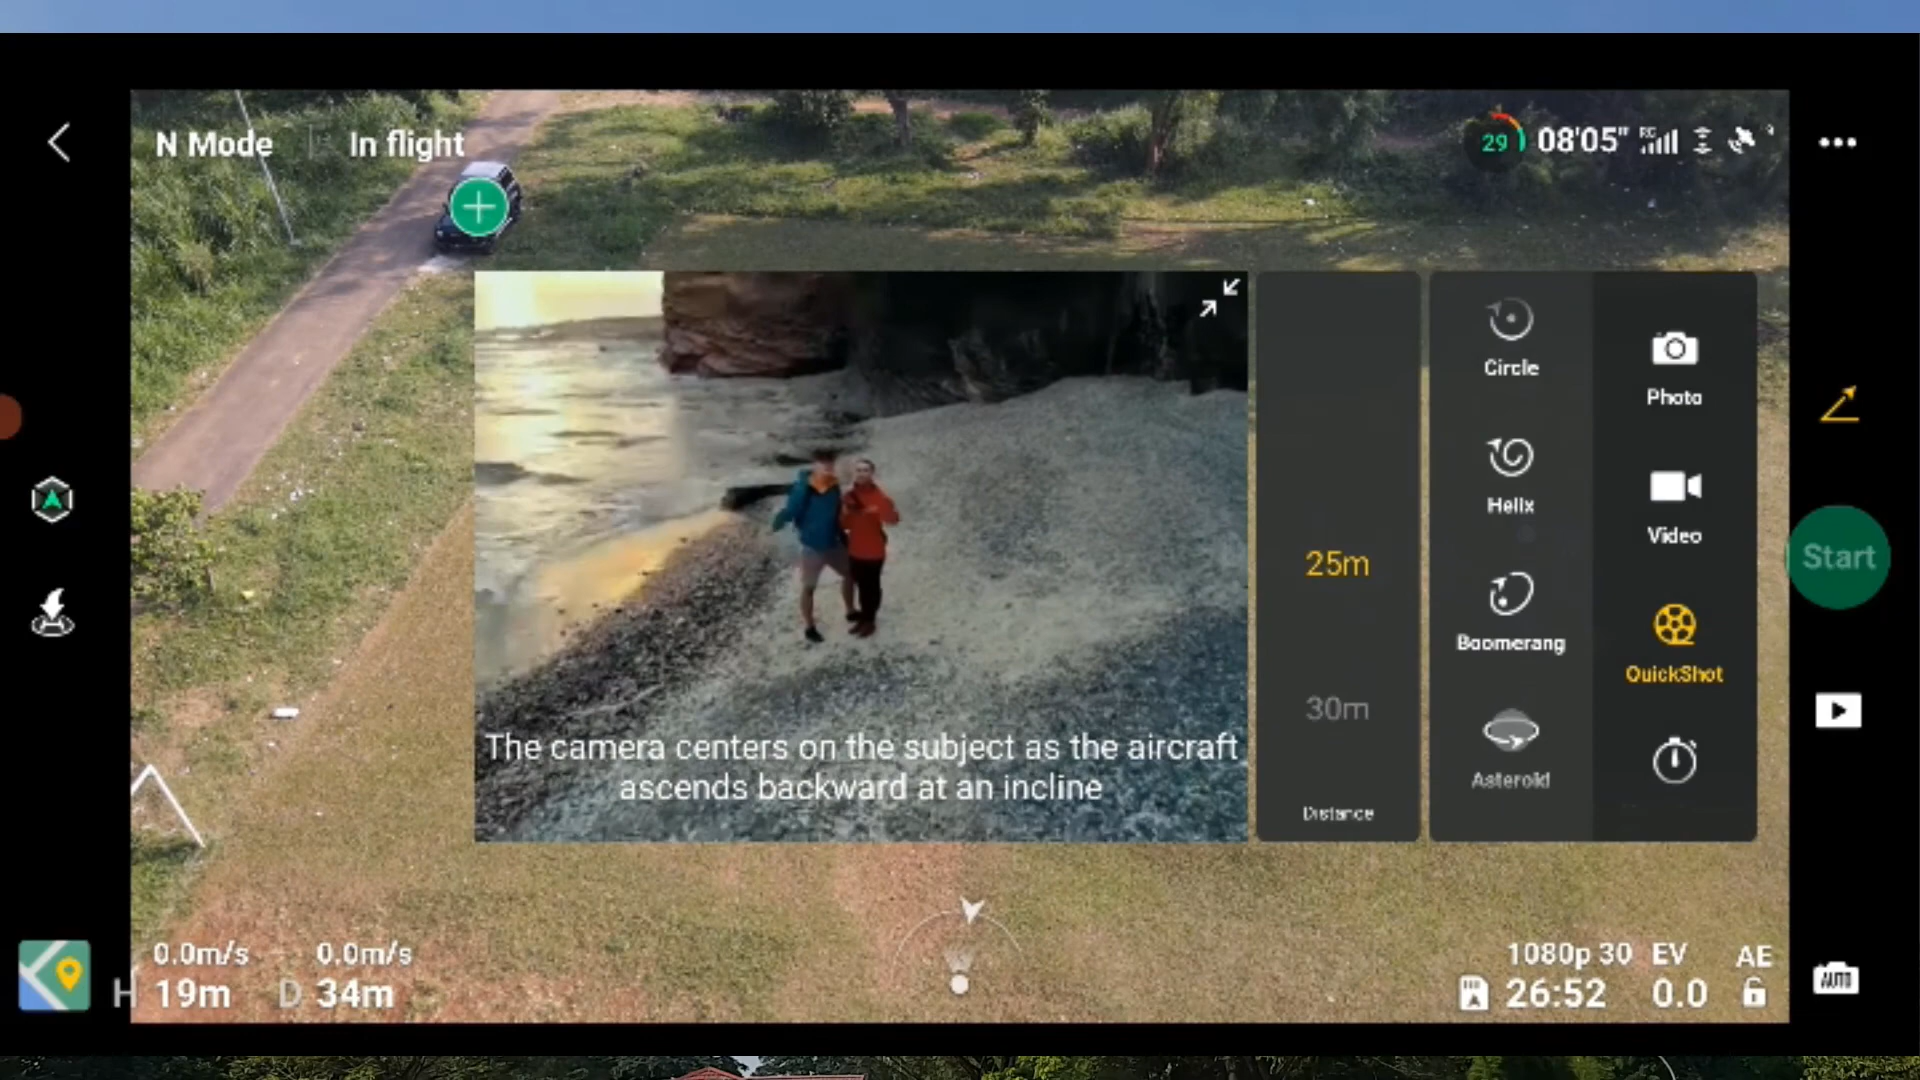 N Mode In flight
29 08'05" RC
Circle
Photo
Helix
Video
25m
Start
Boomerang
QuickShot
30m
The camera centers on the subject as the aircraft
ascends backward at an incline
Asteroid
Distance
0.0m/s 0.0m/s
H 19m D 34m
1080p 30 EV AE
26:52 0.0
AUTO